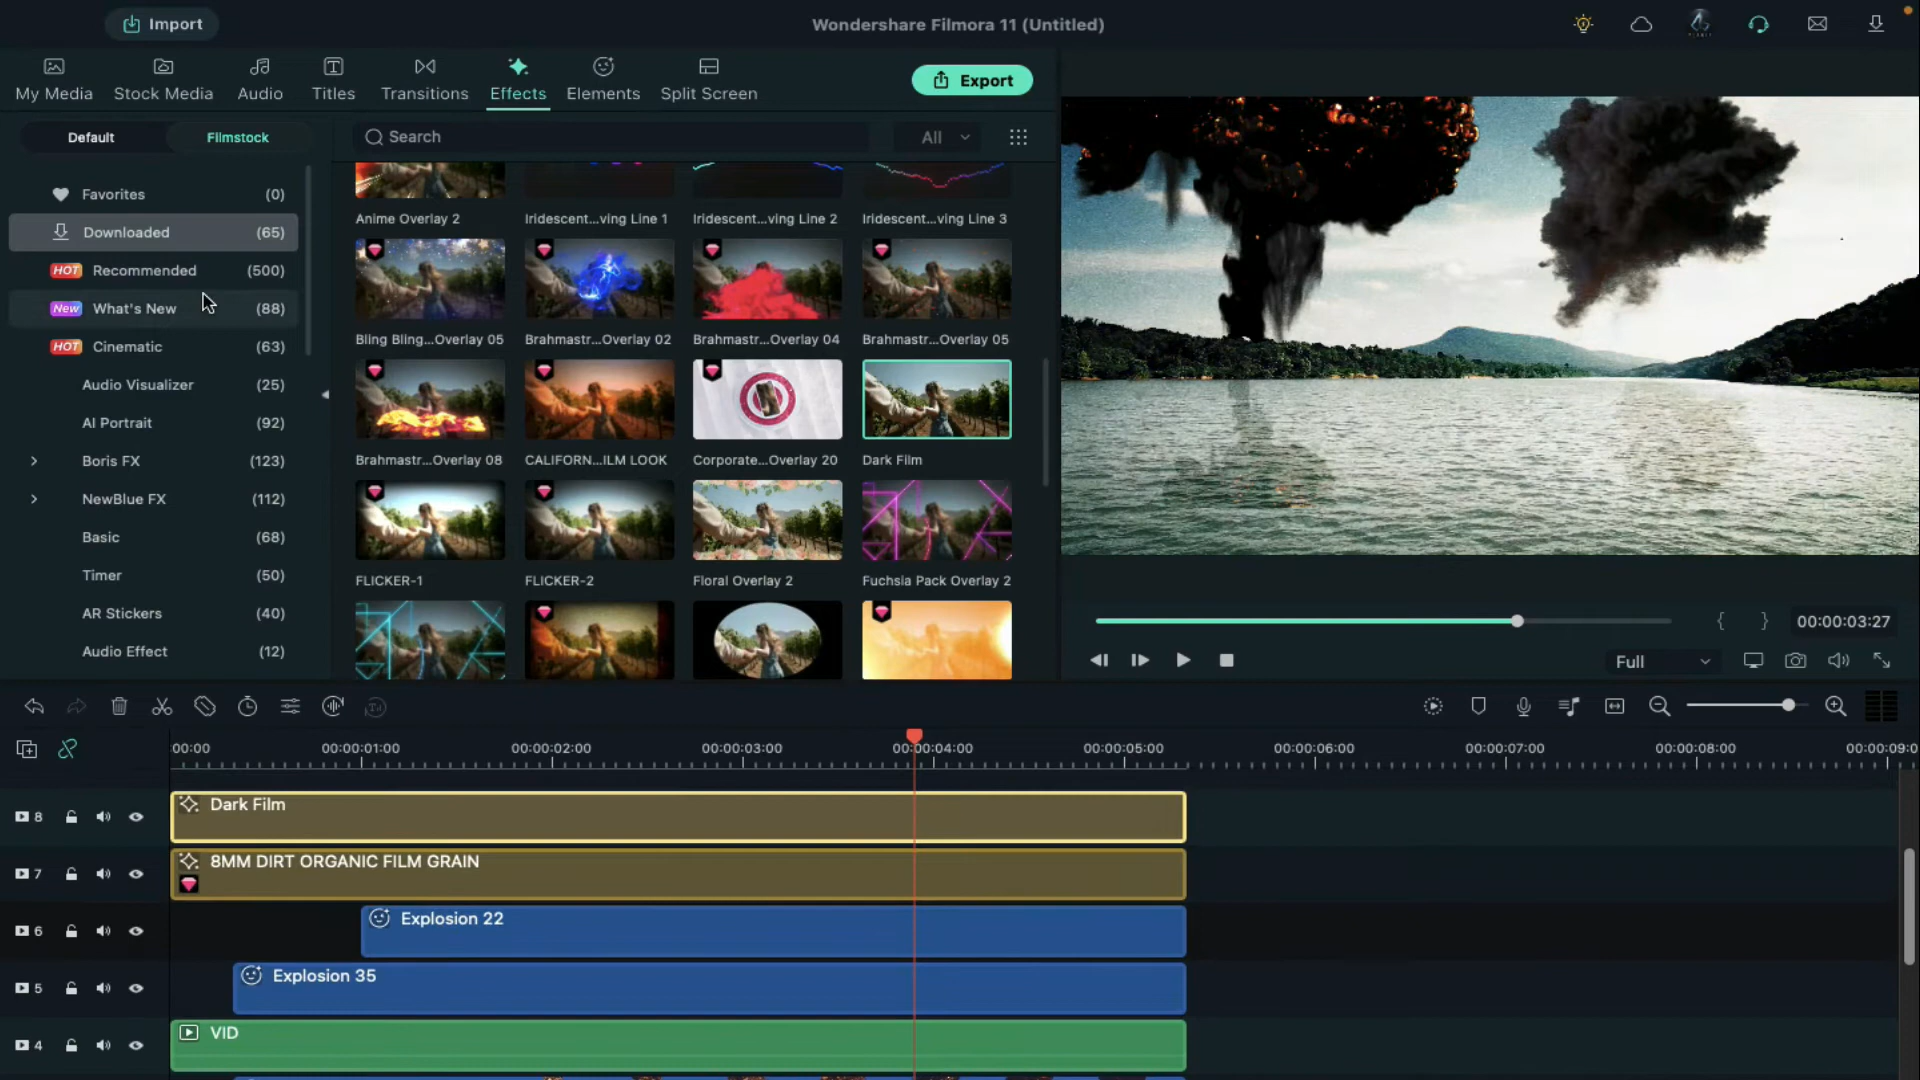 Import
Wondershare Filmora 11 (Untitled)
My Media
Stock Media
Audio
Titles
Transitions
Effects
Elements
Split Screen
Export
Default
Filmstock
Search
All
Favorites (0)
Downloaded (65)
HOT Recommended (500)
New What's New (88)
HOT Cinematic (63)
Audio Visualizer (25)
AI Portrait (92)
Boris FX (123)
NewBlue FX (112)
Basic (68)
Timer (50)
AR Stickers (40)
Audio Effect (12)
Anime Overlay 2
Iridescent...ving Line 1
Iridescent...ving Line 2
Iridescent...ving Line 3
Bling Bling...Overlay 05
Brahmastr...Overlay 02
Brahmastr...Overlay 04
Brahmastr...Overlay 05
Brahmastr...Overlay 08
CALIFORN...ILM LOOK
Corporate...Overlay 20
Dark Film
FLICKER-1
FLICKER-2
Floral Overlay 2
Fuchsia Pack Overlay 2
{ } 00:00:03:27
Full
:00:00 00:00:01:00 00:00:02:00 00:00:03:00 00:00:04:00 00:00:05:00 00:00:06:00 00:00:07:00 00:00:08:00 00:00:09:0
8 Dark Film
7 8MM DIRT ORGANIC FILM GRAIN
6 Explosion 22
5 Explosion 35
4 VID